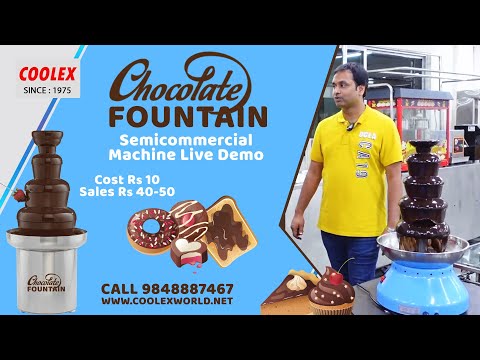 COOLEX
SINCE : 1975
Chocolate
FOUNTAIN
Semicommercial
Machine Live Demo
Cost Rs 10
Sales Rs 40-50
Chocolate
FOUNTAIN
CALL 9848887467
WWW.COOLEXWORLD.NET